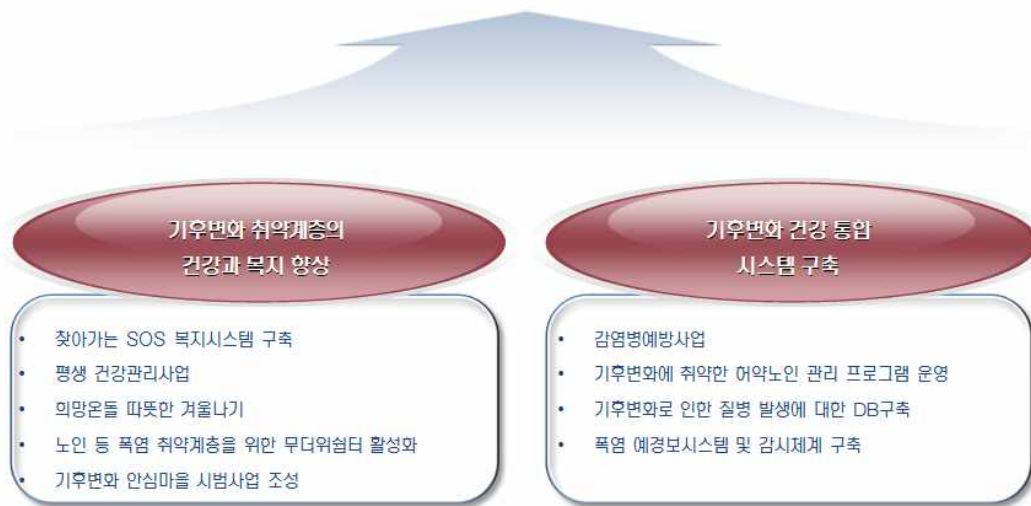 기후변화 취약계층의
건강과 복지 향상
• 찾아가는 SOS 복지시스템 구축
• 평생 건강관리사업
• 희망온돌 따뜻한 겨울나기
• 노인 등 폭염 취약계층을 위한 무더위쉼터 활성화
• 기후변화 안심마을 시범사업 조성
기후변화 건강 통합
시스템 구축
• 감염병예방사업
• 기후변화에 취약한 허약노인 관리 프로그램 운영
• 기후변화로 인한 질병 발생에 대한 DB구축
• 폭염 예경보시스템 및 감시체계 구축